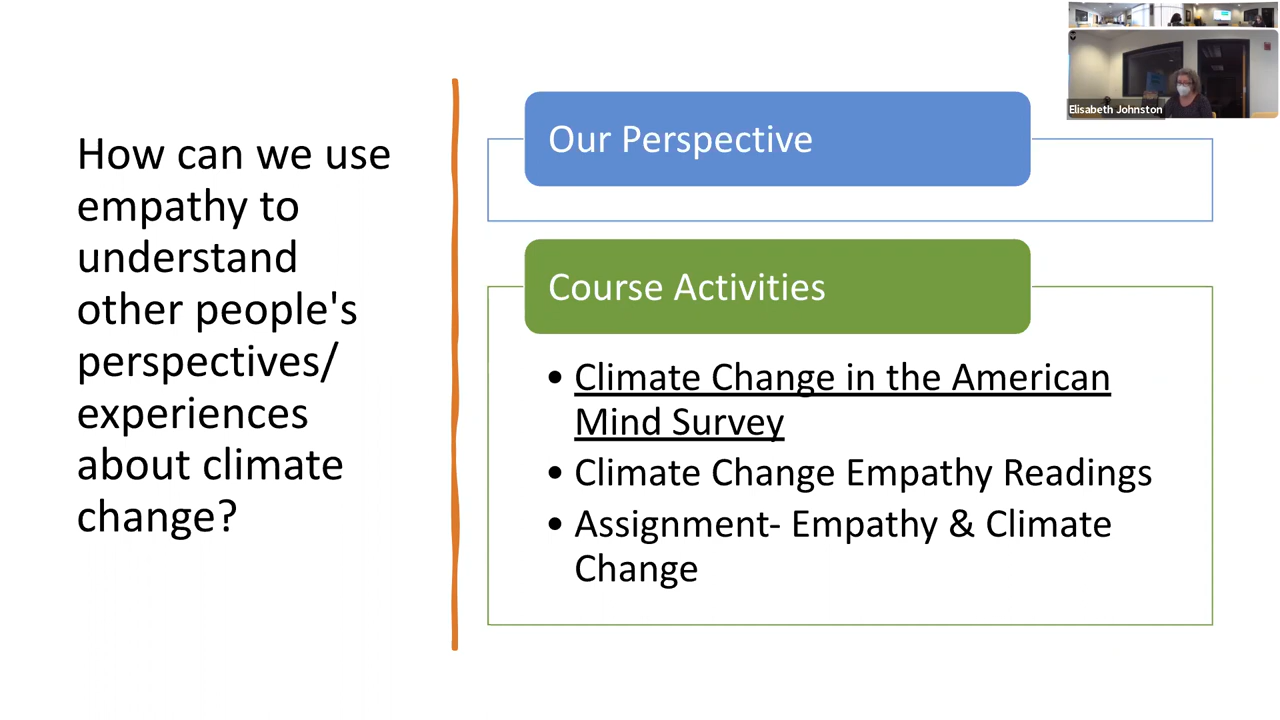 How can we use
empathy to
understand
other people's
perspectives/
experiences
about climate
change?
Our Perspective
Course Activities
• Climate Change in the American
Mind Survey
• Climate Change Empathy Readings
• Assignment- Empathy & Climate
Change
Elisabeth Johnston